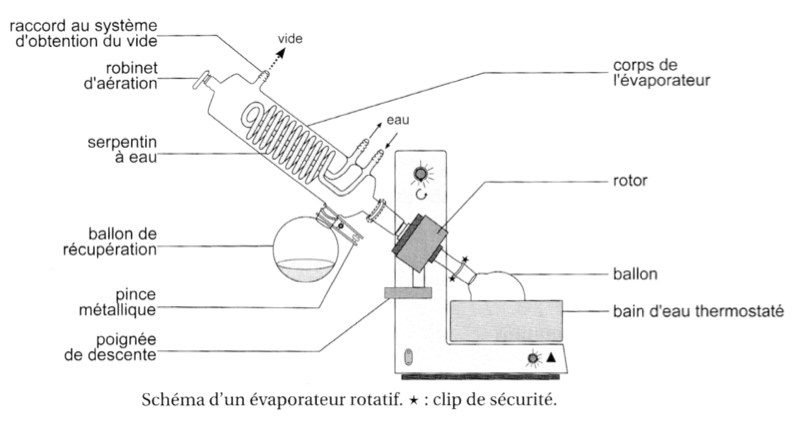 raccord au système
d'obtention du vide
robinet
d'aération
serpentin
à eau
ballon de
récupération
pince
métallique
poignée
de descente
vide
eau
corps de
l'évaporateur
rotor
ballon
bain d'eau thermostaté
Schéma d'un évaporateur rotatif. ★ : clip de sécurité.